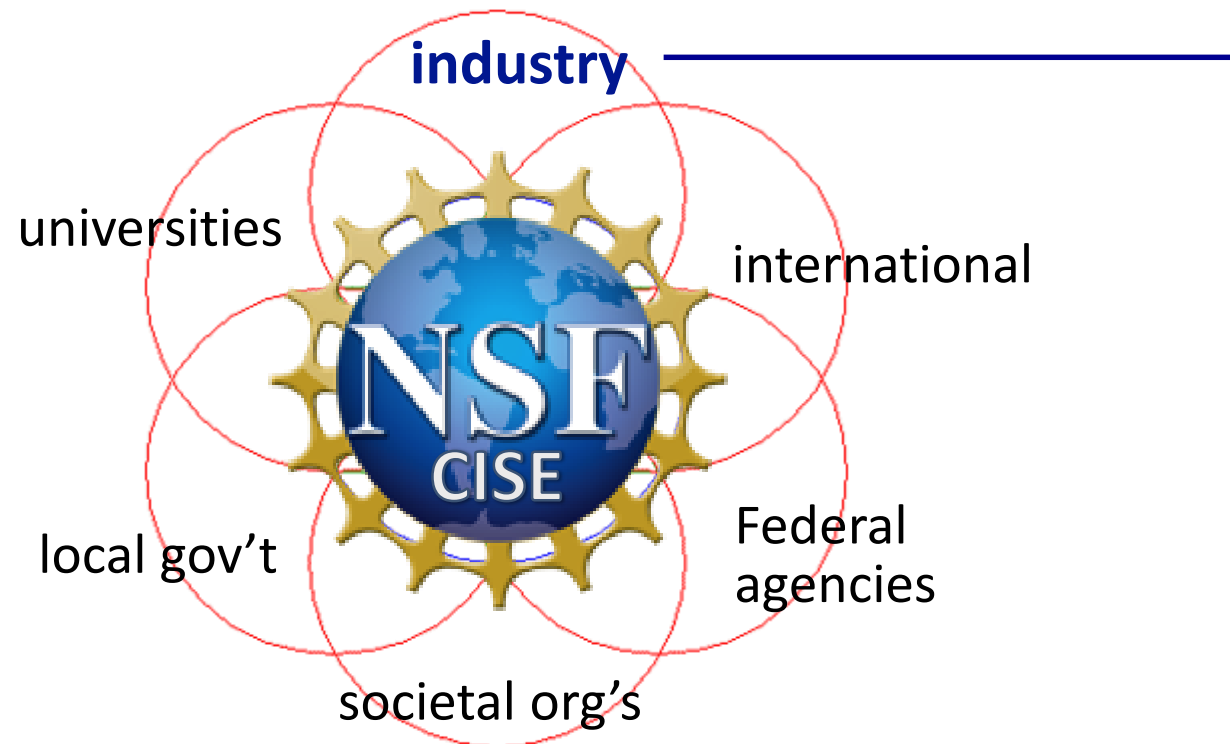 industry
universities
international
NSF
CISE
Federal
agencies
local gov’t
societal org’s